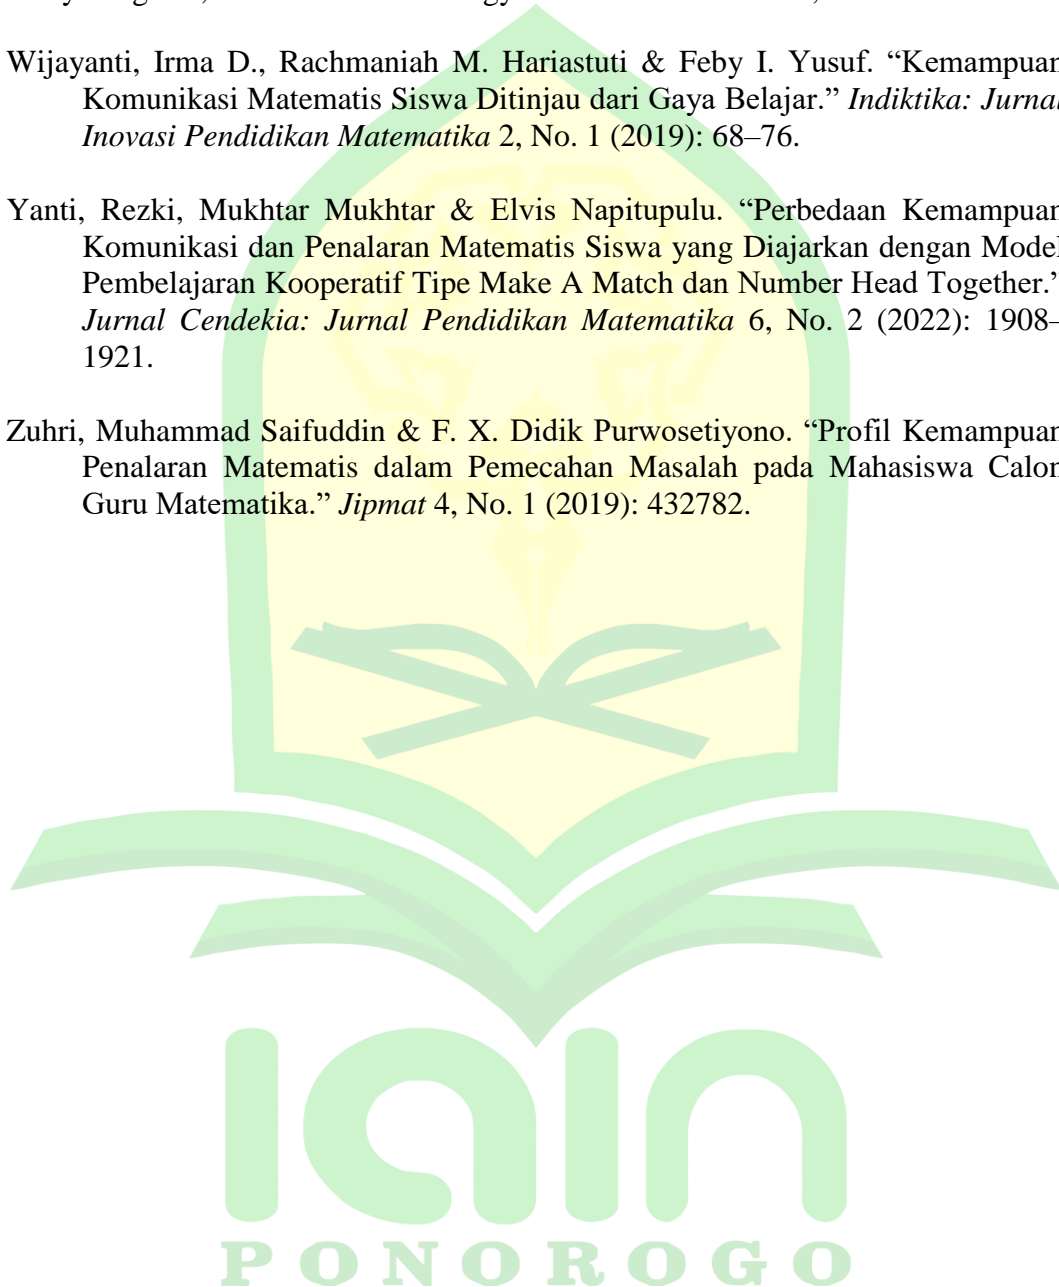 Wijayanti, Irma D., Rachmaniah M. Hariastuti & Feby I. Yusuf. “Kemampuan
Komunikasi Matematis Siswa Ditinjau dari Gaya Belajar.” Indiktika: Jurnal
Inovasi Pendidikan Matematika 2, No. 1 (2019): 68–76.
Yanti, Rezki, Mukhtar Mukhtar & Elvis Napitupulu. “Perbedaan Kemampuan
Komunikasi dan Penalaran Matematis Siswa yang Diajarkan dengan Model
Pembelajaran Kooperatif Tipe Make A Match dan Number Head Together.”
Jurnal Cendekia: Jurnal Pendidikan Matematika 6, No. 2 (2022): 1908–
1921.
Zuhri, Muhammad Saifuddin & F. X. Didik Purwosetiyono. “Profil Kemampuan
Penalaran Matematis dalam Pemecahan Masalah pada Mahasiswa Calon
Guru Matematika.” Jipmat 4, No. 1 (2019): 432782.
iain
PONOROGO